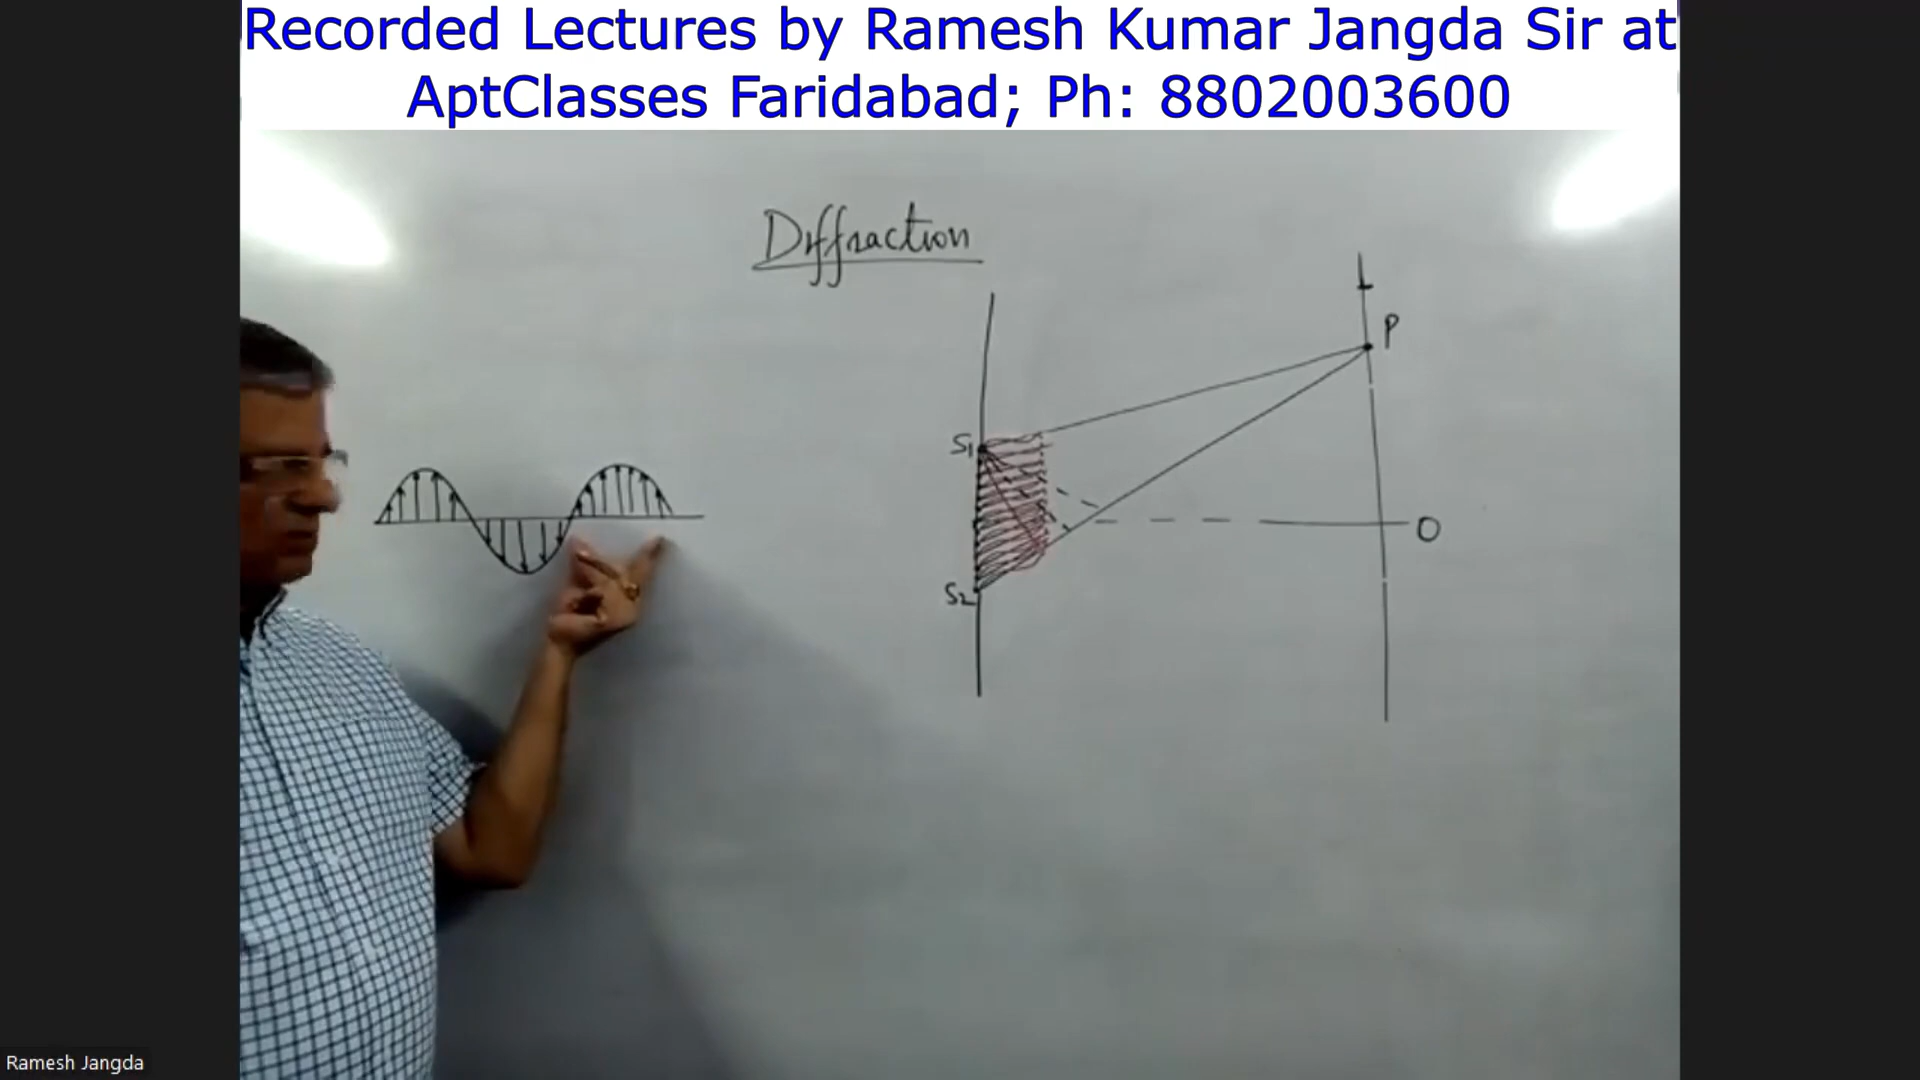 Recorded Lectures by Ramesh Kumar Jangda Sir at
AptClasses Faridabad; Ph: 8802003600
Diffraction
P
S1
O
S2
Ramesh Jangda